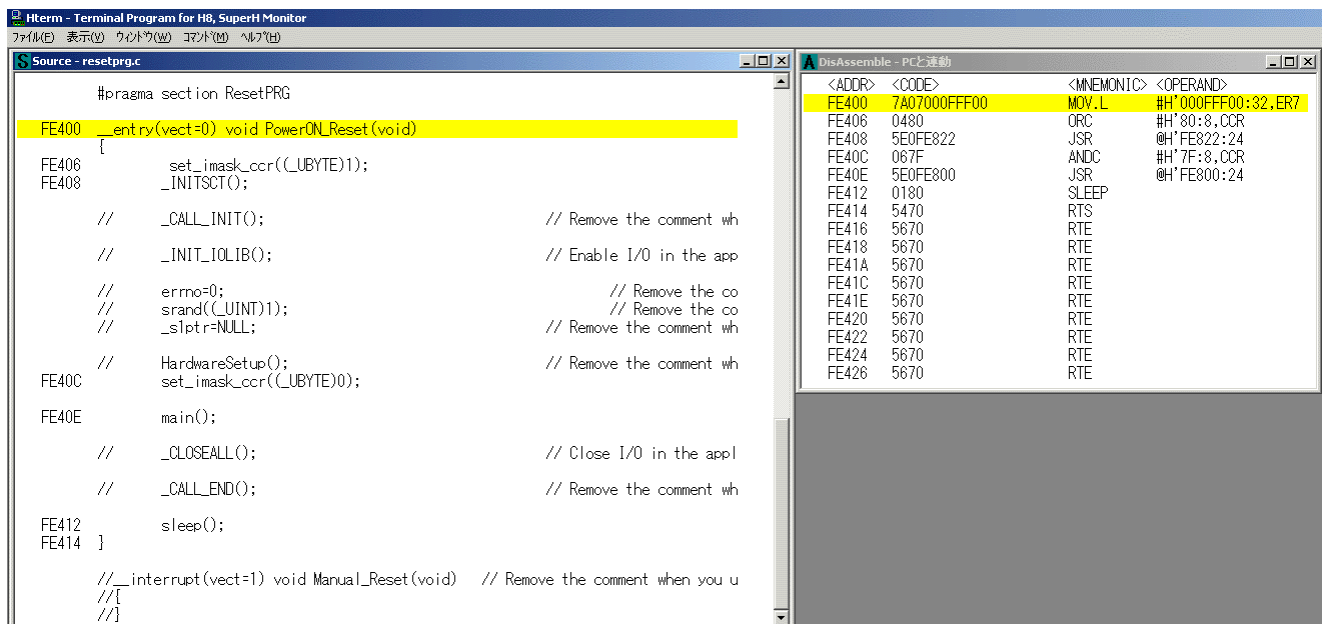 Hterm - Terminal Program for H8, SuperH Monitor
ファイル(F) 表示(V) ウィンドウ(W) コマンド(M) ヘルプ(H)
Source - resetprg.c
#pragma section ResetPRG
FE400 __entry(vect=0) void PowerON_Reset(void)
{
FE406 set_imask_ccr((_UBYTE)1);
FE408 _INITSCT();
// _CALL_INIT(); // Remove the comment wh
// _INIT_IOLIB(); // Enable I/O in the app
// errno=0; // Remove the co
// srand((_UINT)1); // Remove the co
// _s1ptr=NULL; // Remove the comment wh
// HardwareSetup(); // Remove the comment wh
FE40C set_imask_ccr((_UBYTE)0);
FE40E main();
// _CLOSEALL(); // Close I/O in the appl
// _CALL_END(); // Remove the comment wh
FE412 sleep();
FE414 }
//__interrupt(vect=1) void Manual_Reset(void) // Remove the comment when you u
//{
//}
DisAssemble - PCと連動
<ADDR> <CODE> <MNEMONIC> <OPERAND>
FE400 7A07000FFF00 MOV.L #H'000FFF00:32,ER7
FE406 0480 ORC #H'80:8,CCR
FE408 5E0FE822 JSR @H'FE822:24
FE40C 067F ANDC #H'7F:8,CCR
FE40E 5E0FE800 JSR @H'FE800:24
FE412 0180 SLEEP
FE414 5470 RTS
FE416 5670 RTE
FE418 5670 RTE
FE41A 5670 RTE
FE41C 5670 RTE
FE41E 5670 RTE
FE420 5670 RTE
FE422 5670 RTE
FE424 5670 RTE
FE426 5670 RTE